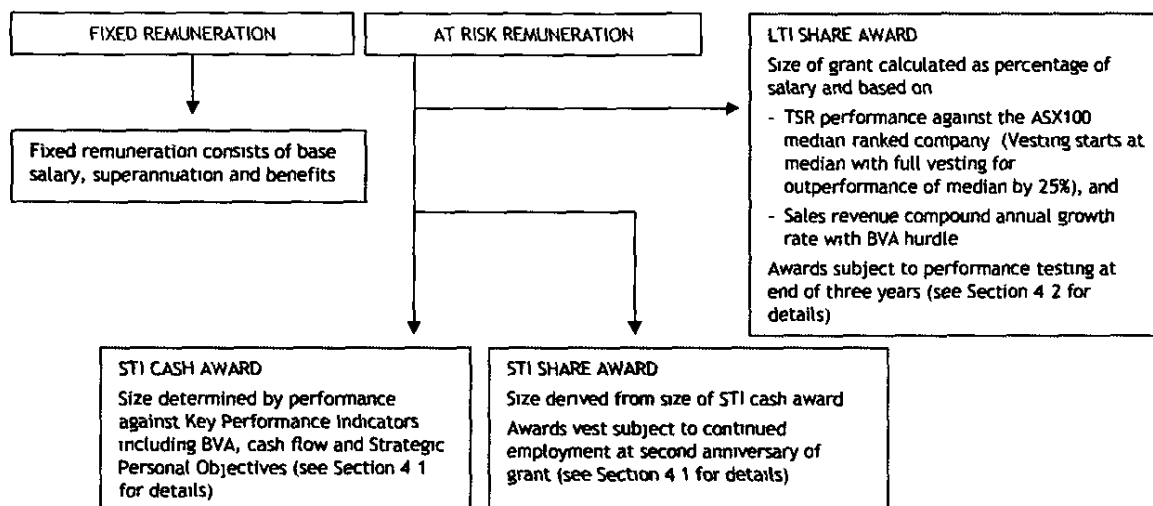 FIXED REMUNERATION
AT RISK REMUNERATION
Fixed remuneration consists of base
salary, superannuation and benefits
LTI SHARE AWARD
Size of grant calculated as percentage of
salary and based on
- TSR performance against the ASX100
median ranked company (Vesting starts at
median with full vesting for
outperformance of median by 25%), and
- Sales revenue compound annual growth
rate with BVA hurdle
Awards subject to performance testing at
end of three years (see Section 4 2 for
details)
STI CASH AWARD
Size determined by performance
against Key Performance Indicators
including BVA, cash flow and Strategic
Personal Objectives (see Section 4 1
for details)
STI SHARE AWARD
Size derived from size of STI cash award
Awards vest subject to continued
employment at second anniversary of
grant (see Section 4 1 for details)